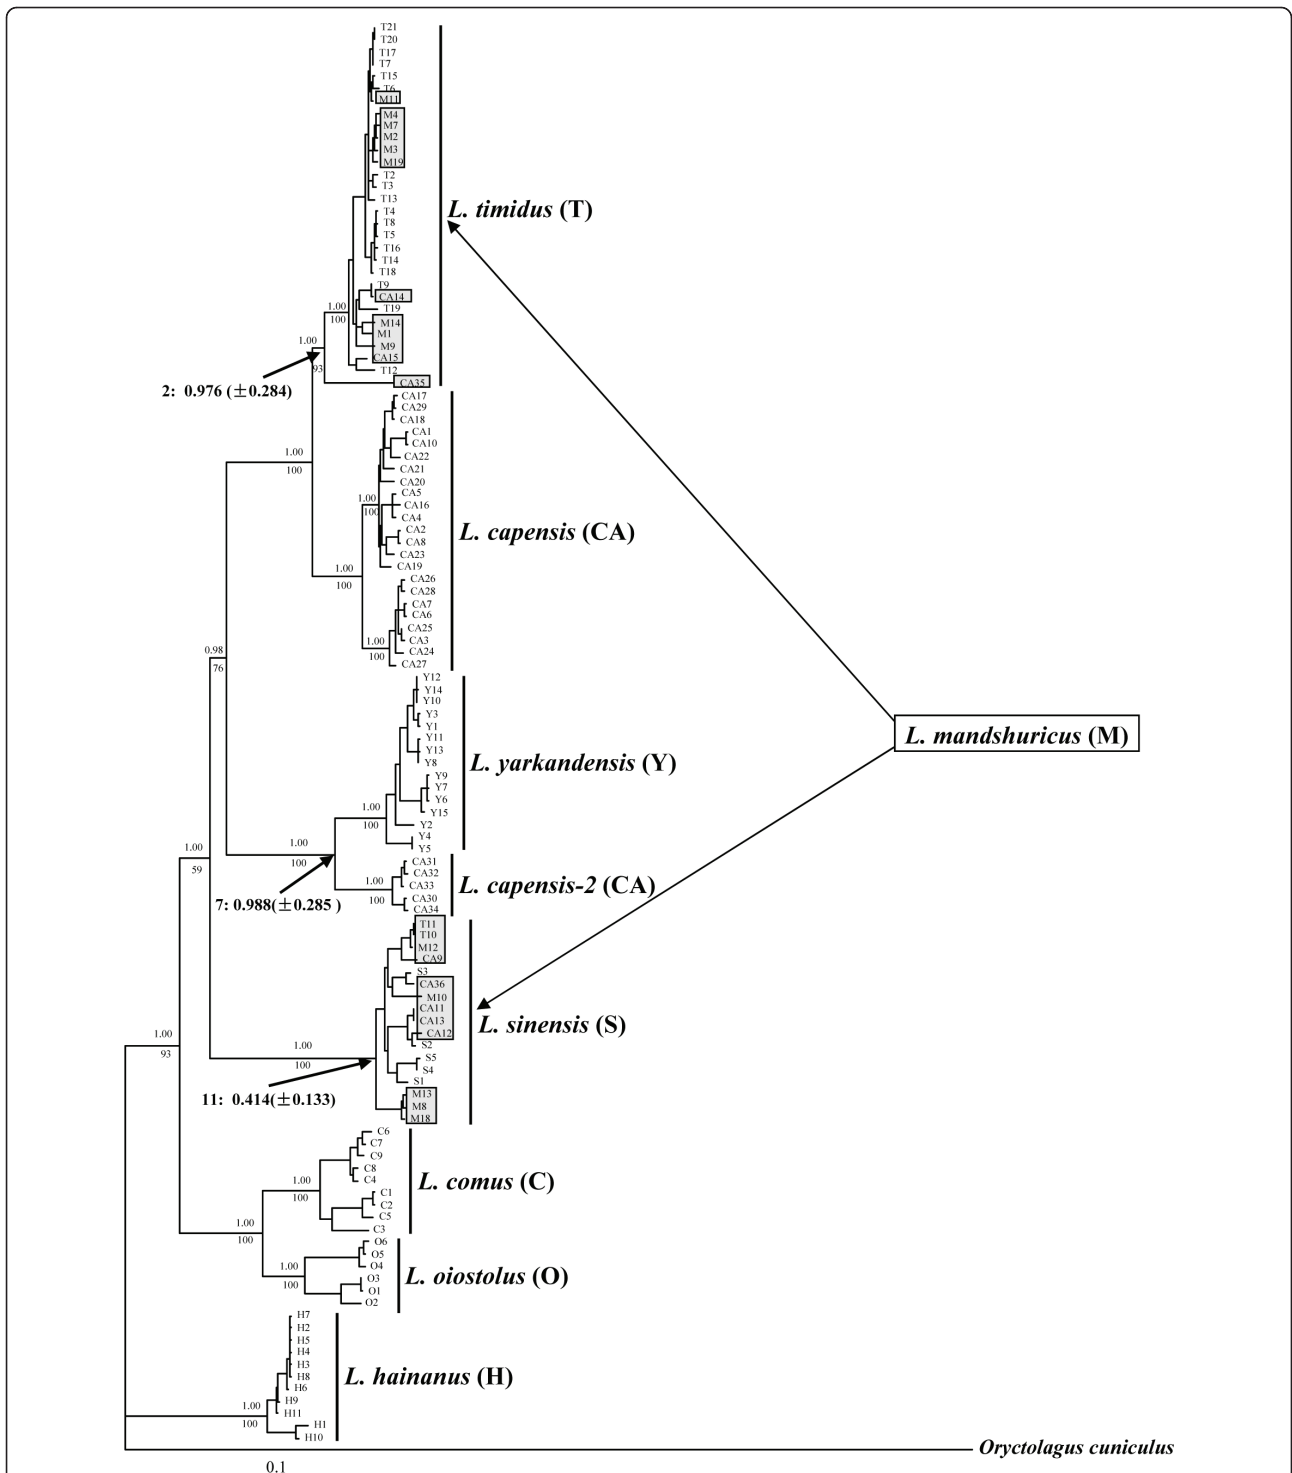 T21
T20
T17
T7
T15
T6
M11
M4
M7
M2
M3
M19
T2
T3
T13
L. timidus (T)
T4
T8
T5
T16
T14
T18
T9
CA14
1.00
T19
100
M14
M1
1.00
M9
CA15
93
T12
2: 0.976 (±0.284)
CA35
CA17
CA29
CA18
CA1
CA10
1.00
CA22
100
CA21
CA20
CA5
1.00
CA16
100
CA4
L. capensis (CA)
CA2
CA8
CA23
1.00
CA19
100
CA26
CA28
CA7
CA6
CA25
1.00
CA3
100
CA24
0.98
CA27
76
Y12
Y14
Y10
Y3
Y1
L. mandshuricus (M)
Y11
Y13
Y8
L. yarkandensis (Y)
Y9
Y7
Y6
1.00
Y15
100
Y2
Y4
1.00
1.00
Y5
59
100
CA31
CA32
1.00
CA33
L. capensis-2 (CA)
100
CA30
7: 0.988(±0.285 )
CA34
T11
T10
M12
CA9
S3
CA36
M10
CA11
CA13
L. sinensis (S)
CA12
1.00
1.00
S2
93
100
S5
S4
S1
11: 0.414(±0.133)
M13
M8
M18
C6
C7
C9
C8
1.00
C4
L. comus (C)
100
C1
C2
C5
1.00
C3
100
O6
O5
1.00
O4
L. oiostolus (O)
100
O3
O1
O2
H7
H2
H5
H4
H3
H8
L. hainanus (H)
H6
1.00
H9
100
H11
H1
H10
Oryctolagus cuniculus
0.1